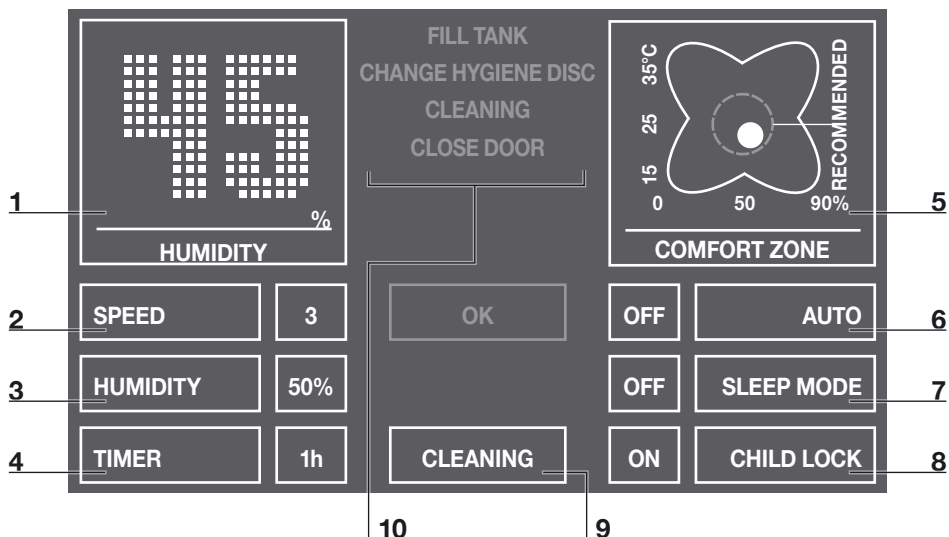 45
%
HUMIDITY
FILL TANK
CHANGE HYGIENE DISC
CLEANING
CLOSE DOOR
35°C
25
15
0 50 90%
RECOMMENDED
COMFORT ZONE
1
5
2
SPEED 3
OK
OFF AUTO
6
3
HUMIDITY 50%
OFF SLEEP MODE
7
4
TIMER 1h
CLEANING
ON CHILD LOCK
8
10
9